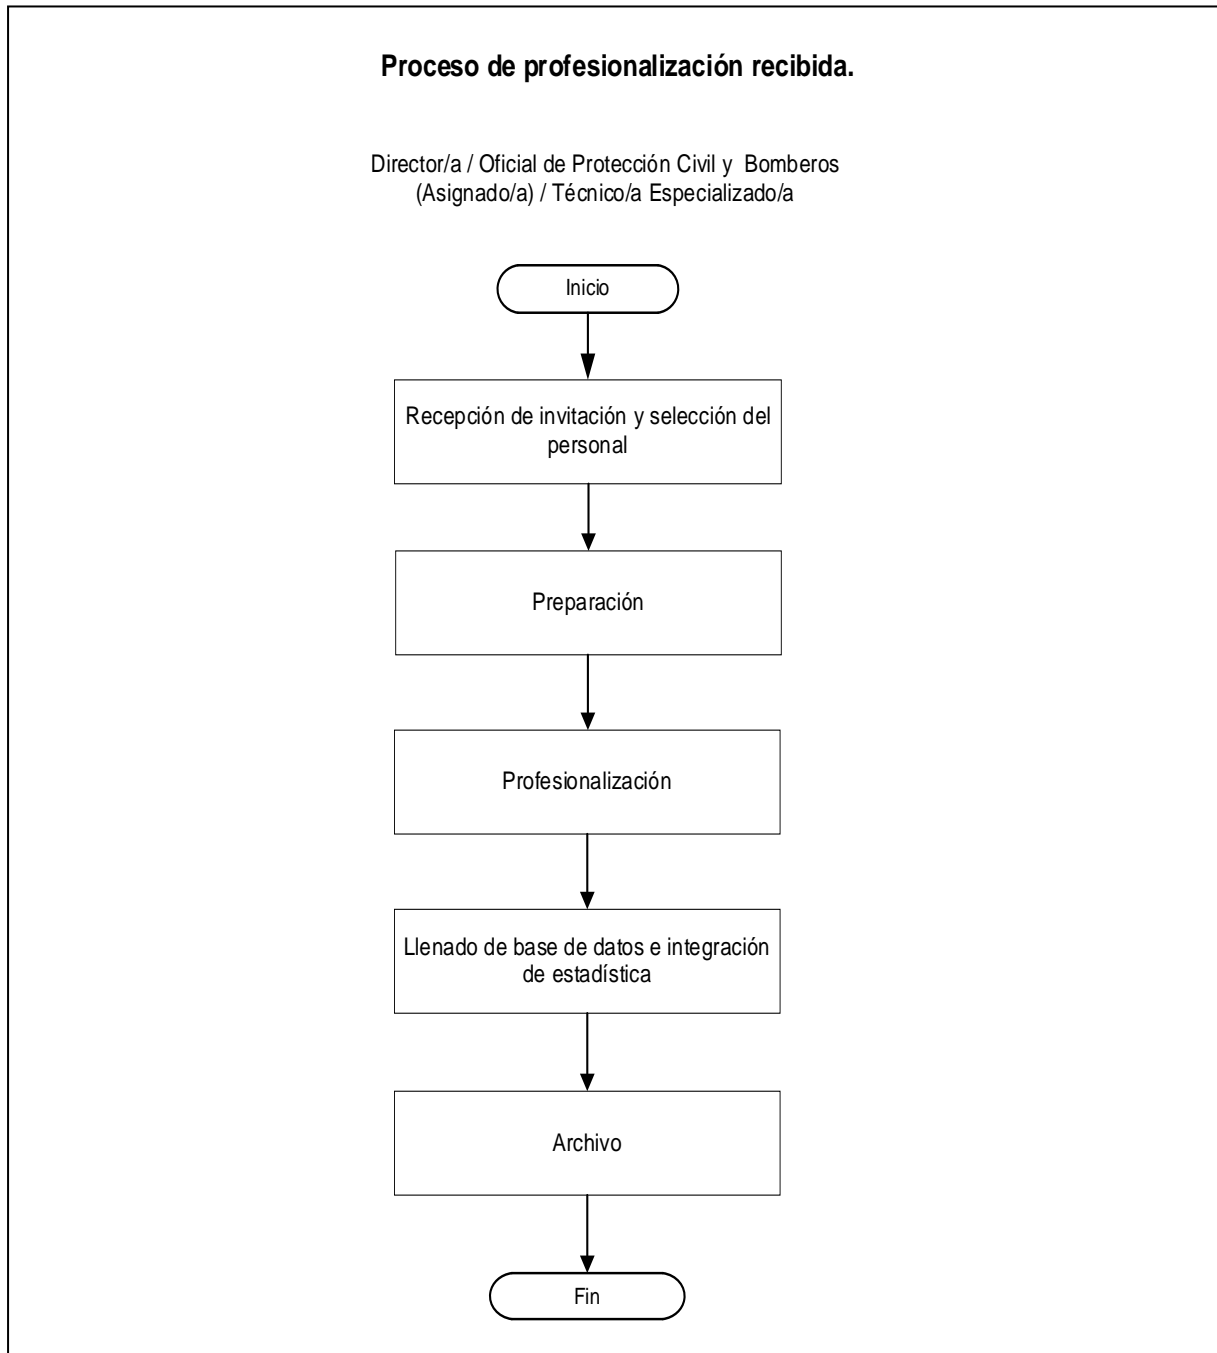 Proceso de profesionalización recibida.
Director/a / Oficial de Protección Civil y Bomberos
(Asignado/a) / Técnico/a Especializado/a
Inicio
Recepción de invitación y selección del
personal
Preparación
Profesionalización
Llenado de base de datos e integración
de estadística
Archivo
Fin